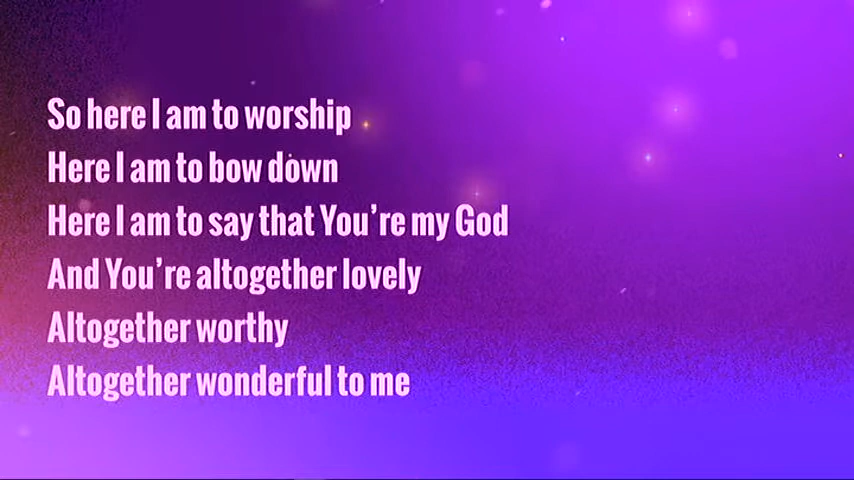 So here I am to worship
Here I am to bow down
Here I am to say that You’re my God
And You’re altogether lovely
Altogether worthy
Altogether wonderful to me